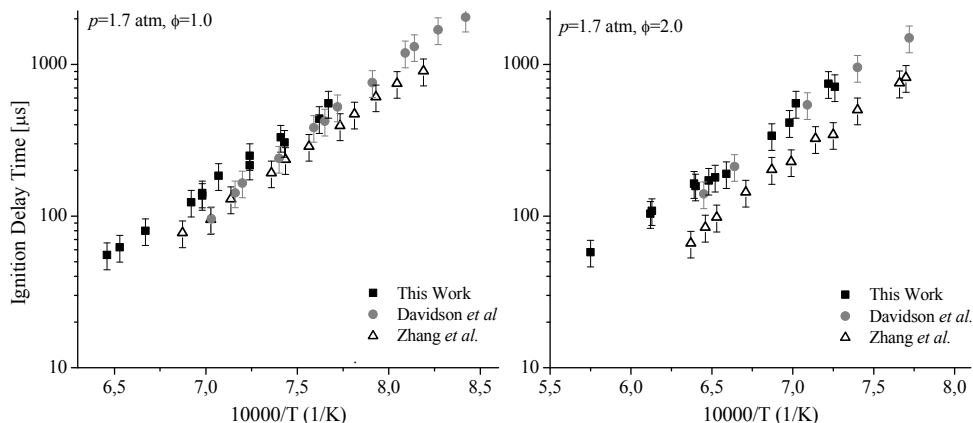 p=1.7 atm, ϕ=1.0
1000
100
10
6,5 7,0 7,5 8,0 8,5
10000/T (1/K)
Ignition Delay Time [µs]
This Work
Davidson et al
Zhang et al.
p=1.7 atm, ϕ=2.0
1000
100
10
5,5 6,0 6,5 7,0 7,5 8,0
10000/T (1/K)
This Work
Davidson et al.
Zhang et al.